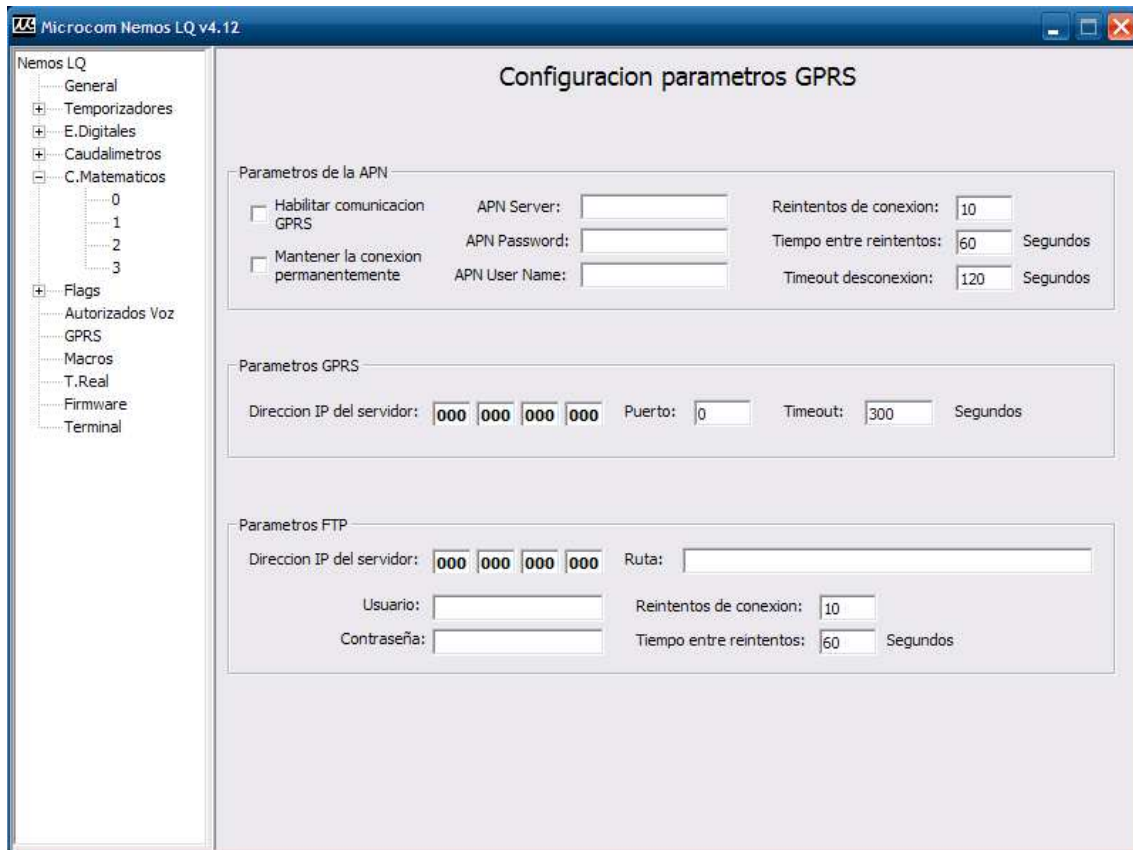 Microcom Nemos LQ v4.12
Nemos LQ
General
Temporizadores
E.Digitales
Caudalimetros
C.Matematicos
0
1
2
3
Flags
Autorizados Voz
GPRS
Macros
T.Real
Firmware
Terminal
Configuracion parametros GPRS
Parametros de la APN
Habilitar comunicacion
GPRS
Mantener la conexion
permanentemente
APN Server:
APN Password:
APN User Name:
Reintentos de conexion: 10
Tiempo entre reintentos: 60 Segundos
Timeout desconexion: 120 Segundos
Parametros GPRS
Direccion IP del servidor: 000 000 000 000 Puerto: 0 Timeout: 300 Segundos
Parametros FTP
Direccion IP del servidor: 000 000 000 000 Ruta:
Usuario: Reintentos de conexion: 10
Contraseña: Tiempo entre reintentos: 60 Segundos